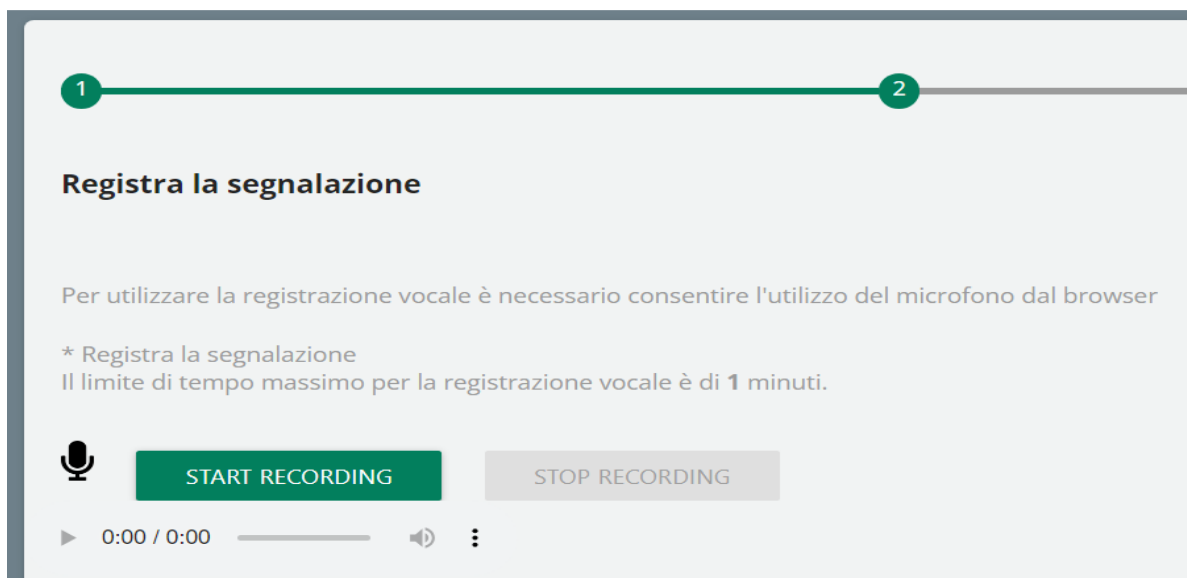 1
2
Registra la segnalazione
Per utilizzare la registrazione vocale è necessario consentire l'utilizzo del microfono dal browser
* Registra la segnalazione
Il limite di tempo massimo per la registrazione vocale è di 1 minuti.
START RECORDING
STOP RECORDING
0:00 / 0:00